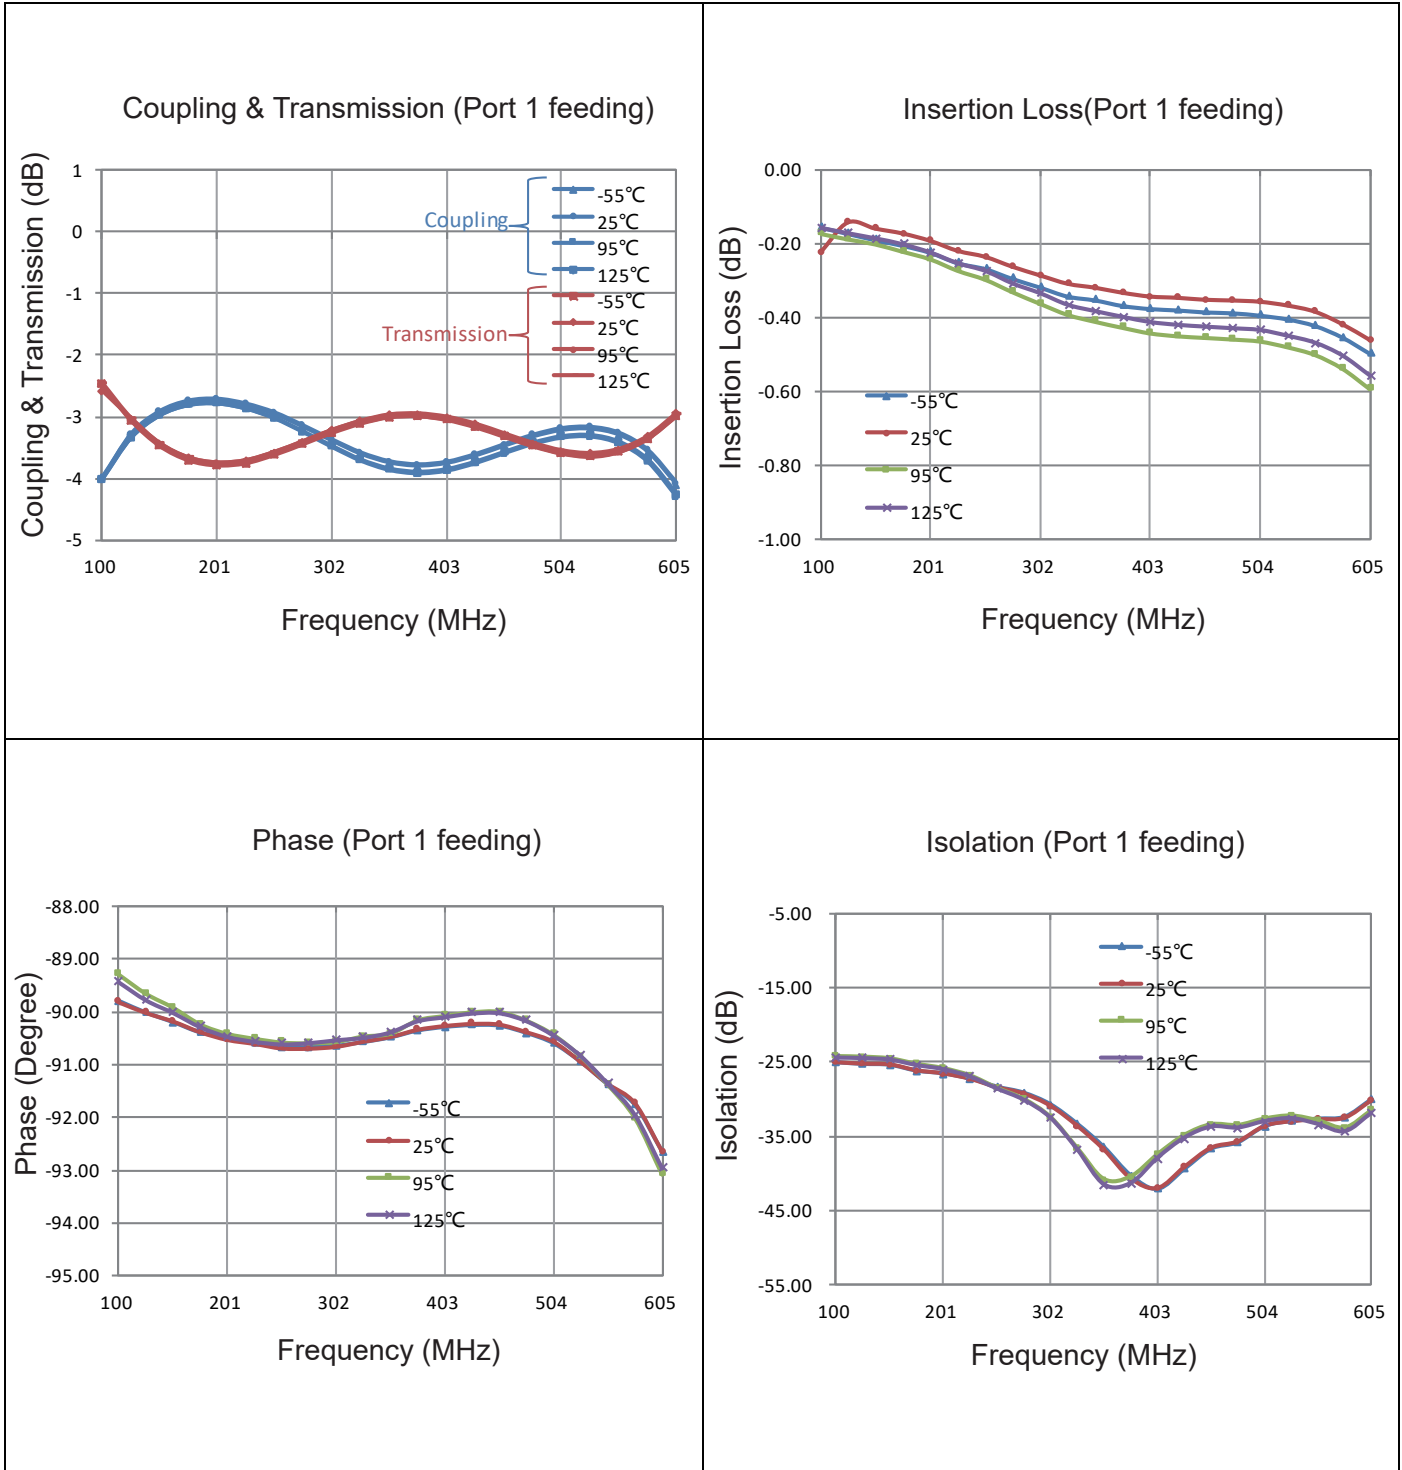 Coupling & Transmission (Port 1 feeding)
Coupling & Transmission (dB)
1
0
-1
-2
-3
-4
-5
Coupling
-55℃
25℃
95℃
125℃
Transmission
-55℃
25℃
95℃
125℃
100 201 302 403 504 605
Frequency (MHz)
Insertion Loss(Port 1 feeding)
Insertion Loss (dB)
0.00
-0.20
-0.40
-0.60
-0.80
-1.00
-55℃
25℃
95℃
125℃
100 201 302 403 504 605
Frequency (MHz)
Phase (Port 1 feeding)
Phase (Degree)
-88.00
-89.00
-90.00
-91.00
-92.00
-93.00
-94.00
-95.00
-55℃
25℃
95℃
125℃
100 201 302 403 504 605
Frequency (MHz)
Isolation (Port 1 feeding)
Isolation (dB)
-5.00
-15.00
-25.00
-35.00
-45.00
-55.00
-55℃
25℃
95℃
125℃
100 201 302 403 504 605
Frequency (MHz)